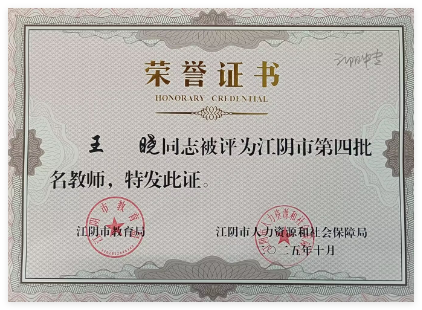 荣誉证书
HONORARY CREDENTIAL
王 晓同志被评为江阴市第四批
名教师，特发此证。
江阴市教育局 江阴市人力资源和社会保障局
二〇二五年十月